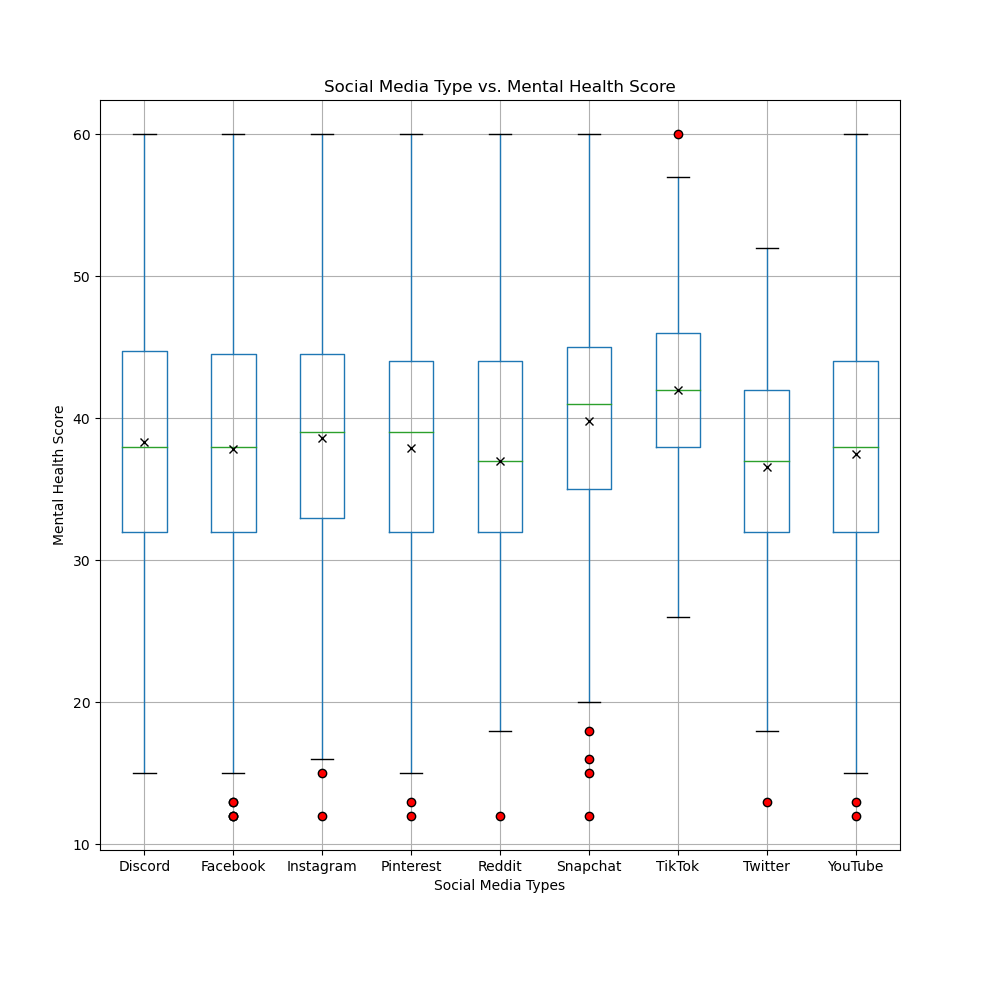 Social Media Type vs. Mental Health Score
Mental Health Score
60
50
40
30
20
10
Discord Facebook Instagram Pinterest Reddit Snapchat TikTok Twitter YouTube
Social Media Types